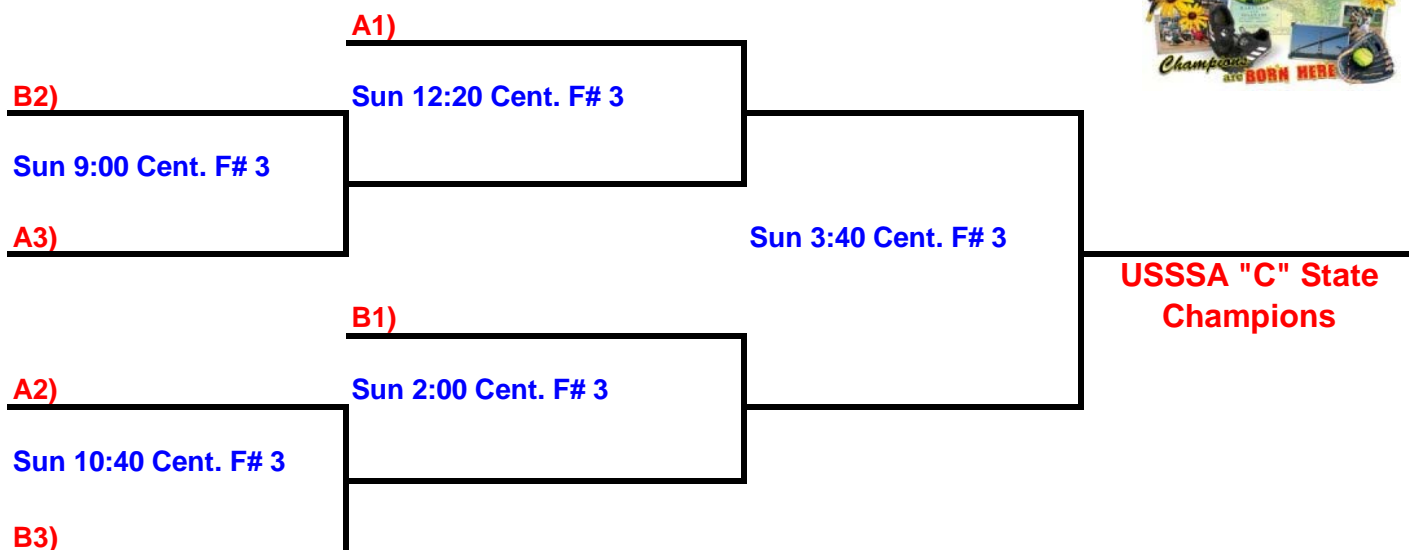 A1)
Champions
are BORN HERE
B2)
Sun 12:20 Cent. F# 3
Sun 9:00 Cent. F# 3
A3)
Sun 3:40 Cent. F# 3
USSSA "C" State
Champions
B1)
A2)
Sun 2:00 Cent. F# 3
Sun 10:40 Cent. F# 3
B3)